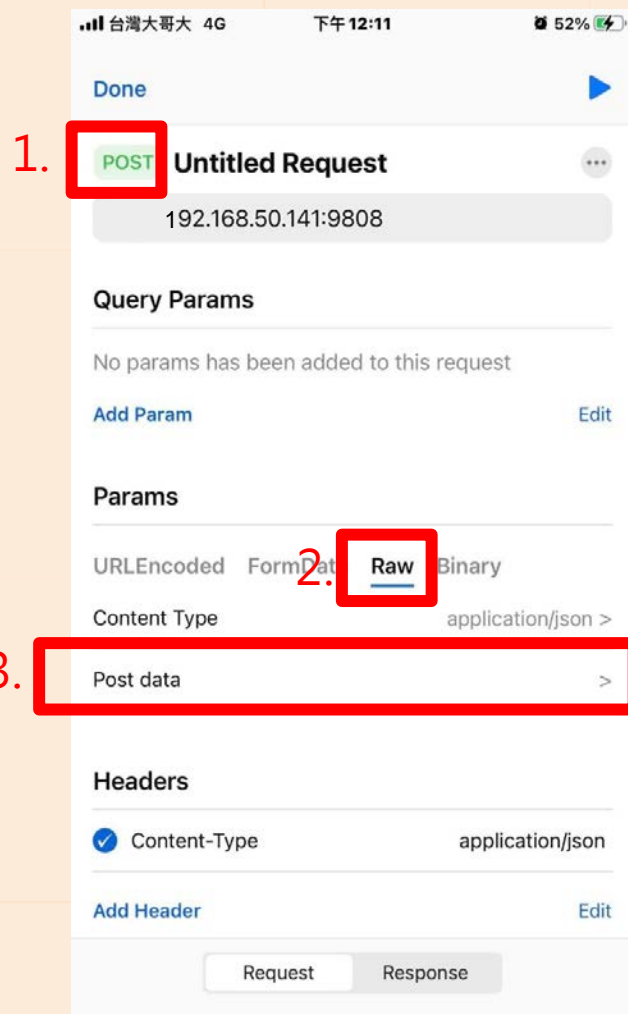 台灣大哥大 4G 下午12:11 52%
Done
1. POST Untitled Request
192.168.50.141:9808
Query Params
No params has been added to this request
Add Param Edit
Params
URLEncoded FormDat 2. Raw Binary
Content Type application/json >
3. Post data >
Headers
Content-Type application/json
Add Header Edit
Request Response